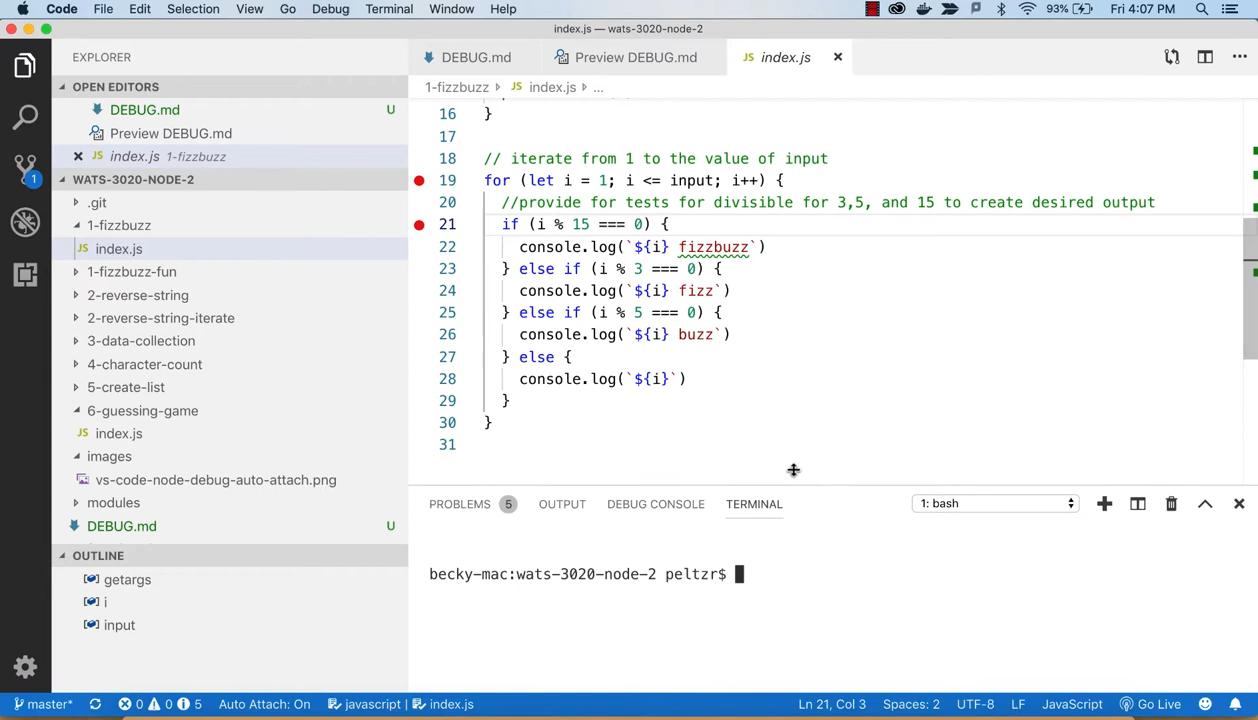 Code File Edit Selection View Go Debug Terminal Window Help 93% Fri 4:07 PM
index.js — wats-3020-node-2
EXPLORER
OPEN EDITORS
DEBUG.md U
Preview DEBUG.md
index.js 1-fizzbuzz
WATS-3020-NODE-2
.git
1-fizzbuzz
JS index.js
1-fizzbuzz-fun
2-reverse-string
2-reverse-string-iterate
3-data-collection
4-character-count
5-create-list
6-guessing-game
JS index.js
images
vs-code-node-debug-auto-attach.png
modules
DEBUG.md U
OUTLINE
getargs
i
input
1
DEBUG.md Preview DEBUG.md JS index.js
1-fizzbuzz JS index.js ...
16 }
17
18 // iterate from 1 to the value of input
19 for (let i = 1; i <= input; i++) {
20 //provide for tests for divisible for 3,5, and 15 to create desired output
21 if (i % 15 === 0) {
22 console.log(`${i} fizzbuzz`)
23 } else if (i % 3 === 0) {
24 console.log(`${i} fizz`)
25 } else if (i % 5 === 0) {
26 console.log(`${i} buzz`)
27 } else {
28 console.log(`${i}`)
29 }
30 }
31
PROBLEMS 5 OUTPUT DEBUG CONSOLE TERMINAL 1: bash
becky-mac:wats-3020-node-2 peltzr$
master* 0 0 5 Auto Attach: On javascript index.js Ln 21, Col 3 Spaces: 2 UTF-8 LF JavaScript Go Live